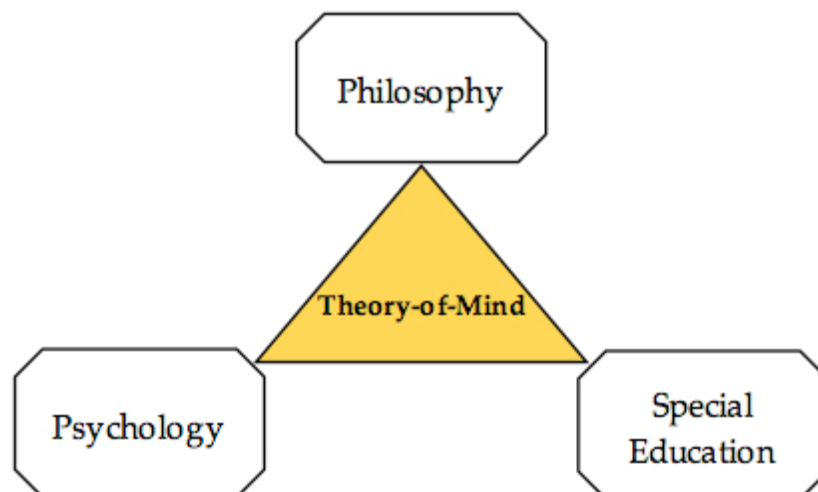 Philosophy
Theory-of-Mind
Psychology
Special
Education